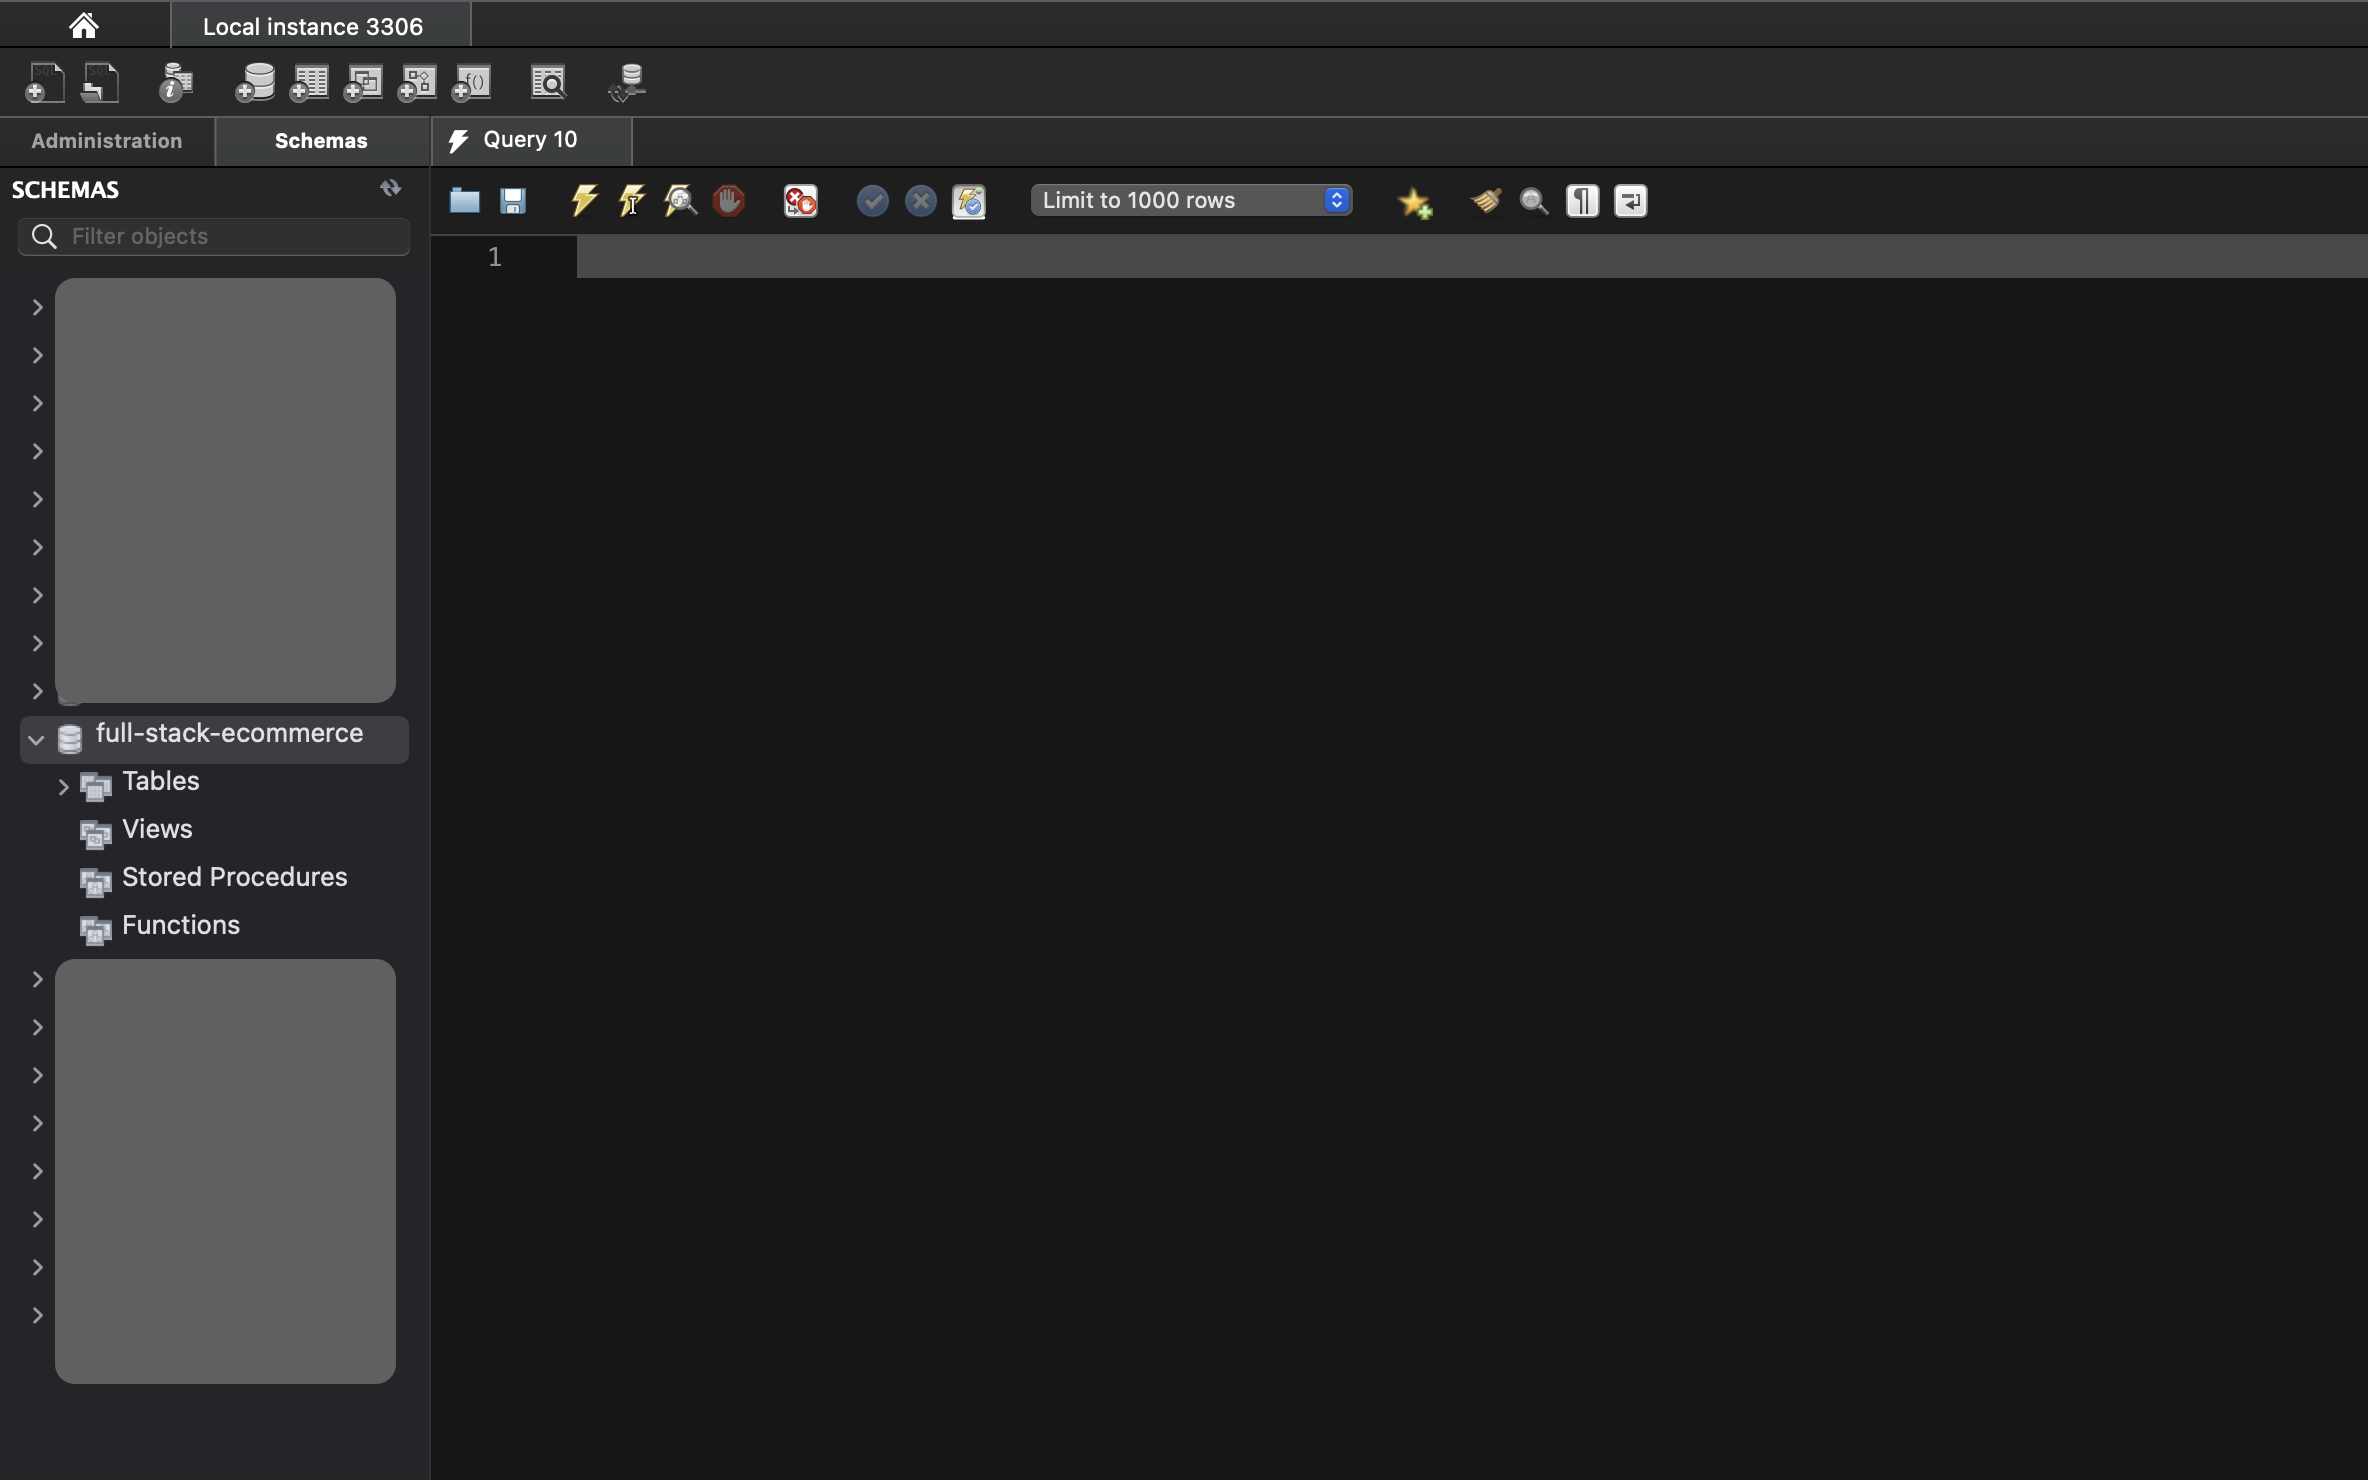 Local instance 3306
Administration
Schemas
Query 10
SCHEMAS
Limit to 1000 rows
Filter objects
1
full-stack-ecommerce
Tables
Views
Stored Procedures
Functions